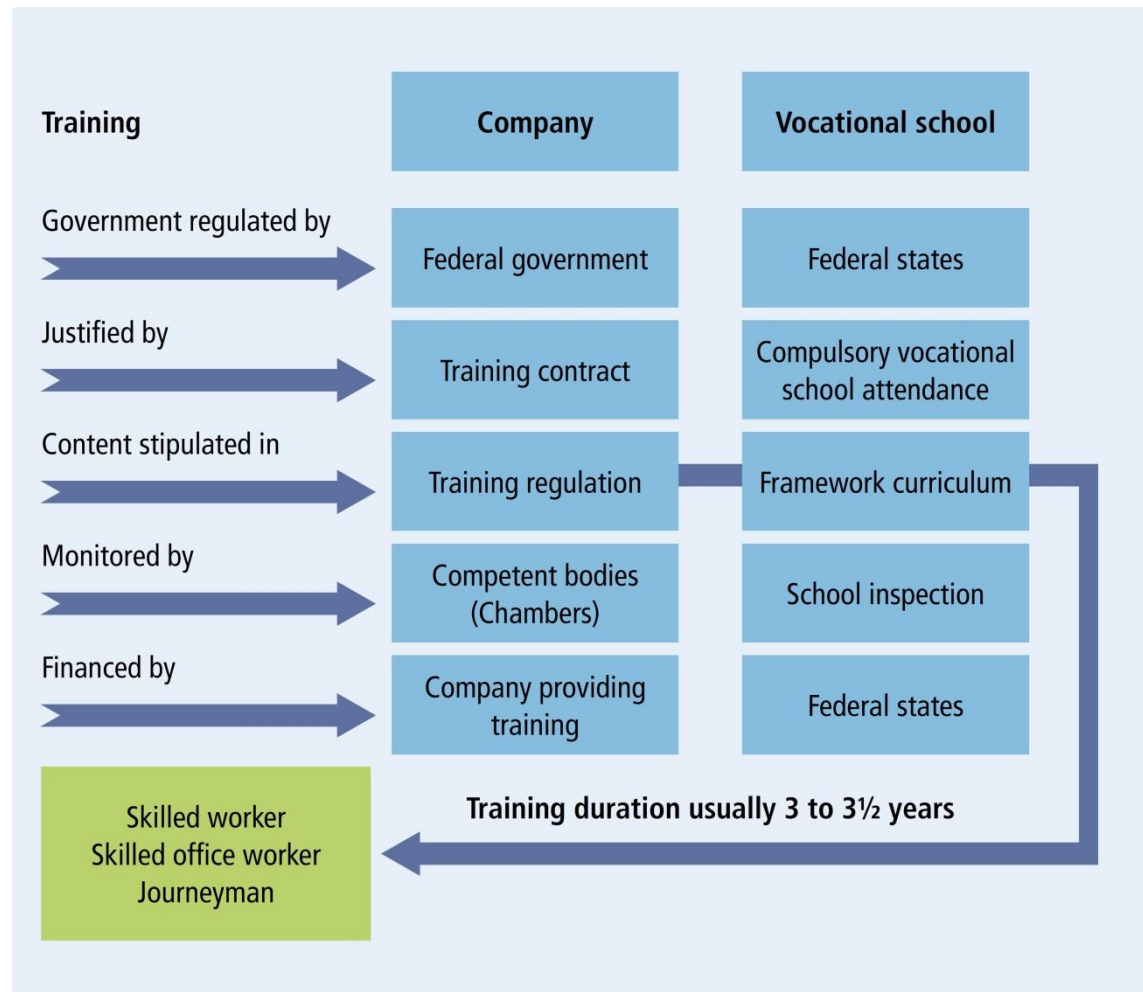 Training
Company
Vocational school
Government regulated by
Federal government
Federal states
Justified by
Training contract
Compulsory vocational
school attendance
Content stipulated in
Training regulation
Framework curriculum
Monitored by
Competent bodies
(Chambers)
School inspection
Financed by
Company providing
training
Federal states
Training duration usually 3 to 3½ years
Skilled worker
Skilled office worker
Journeyman